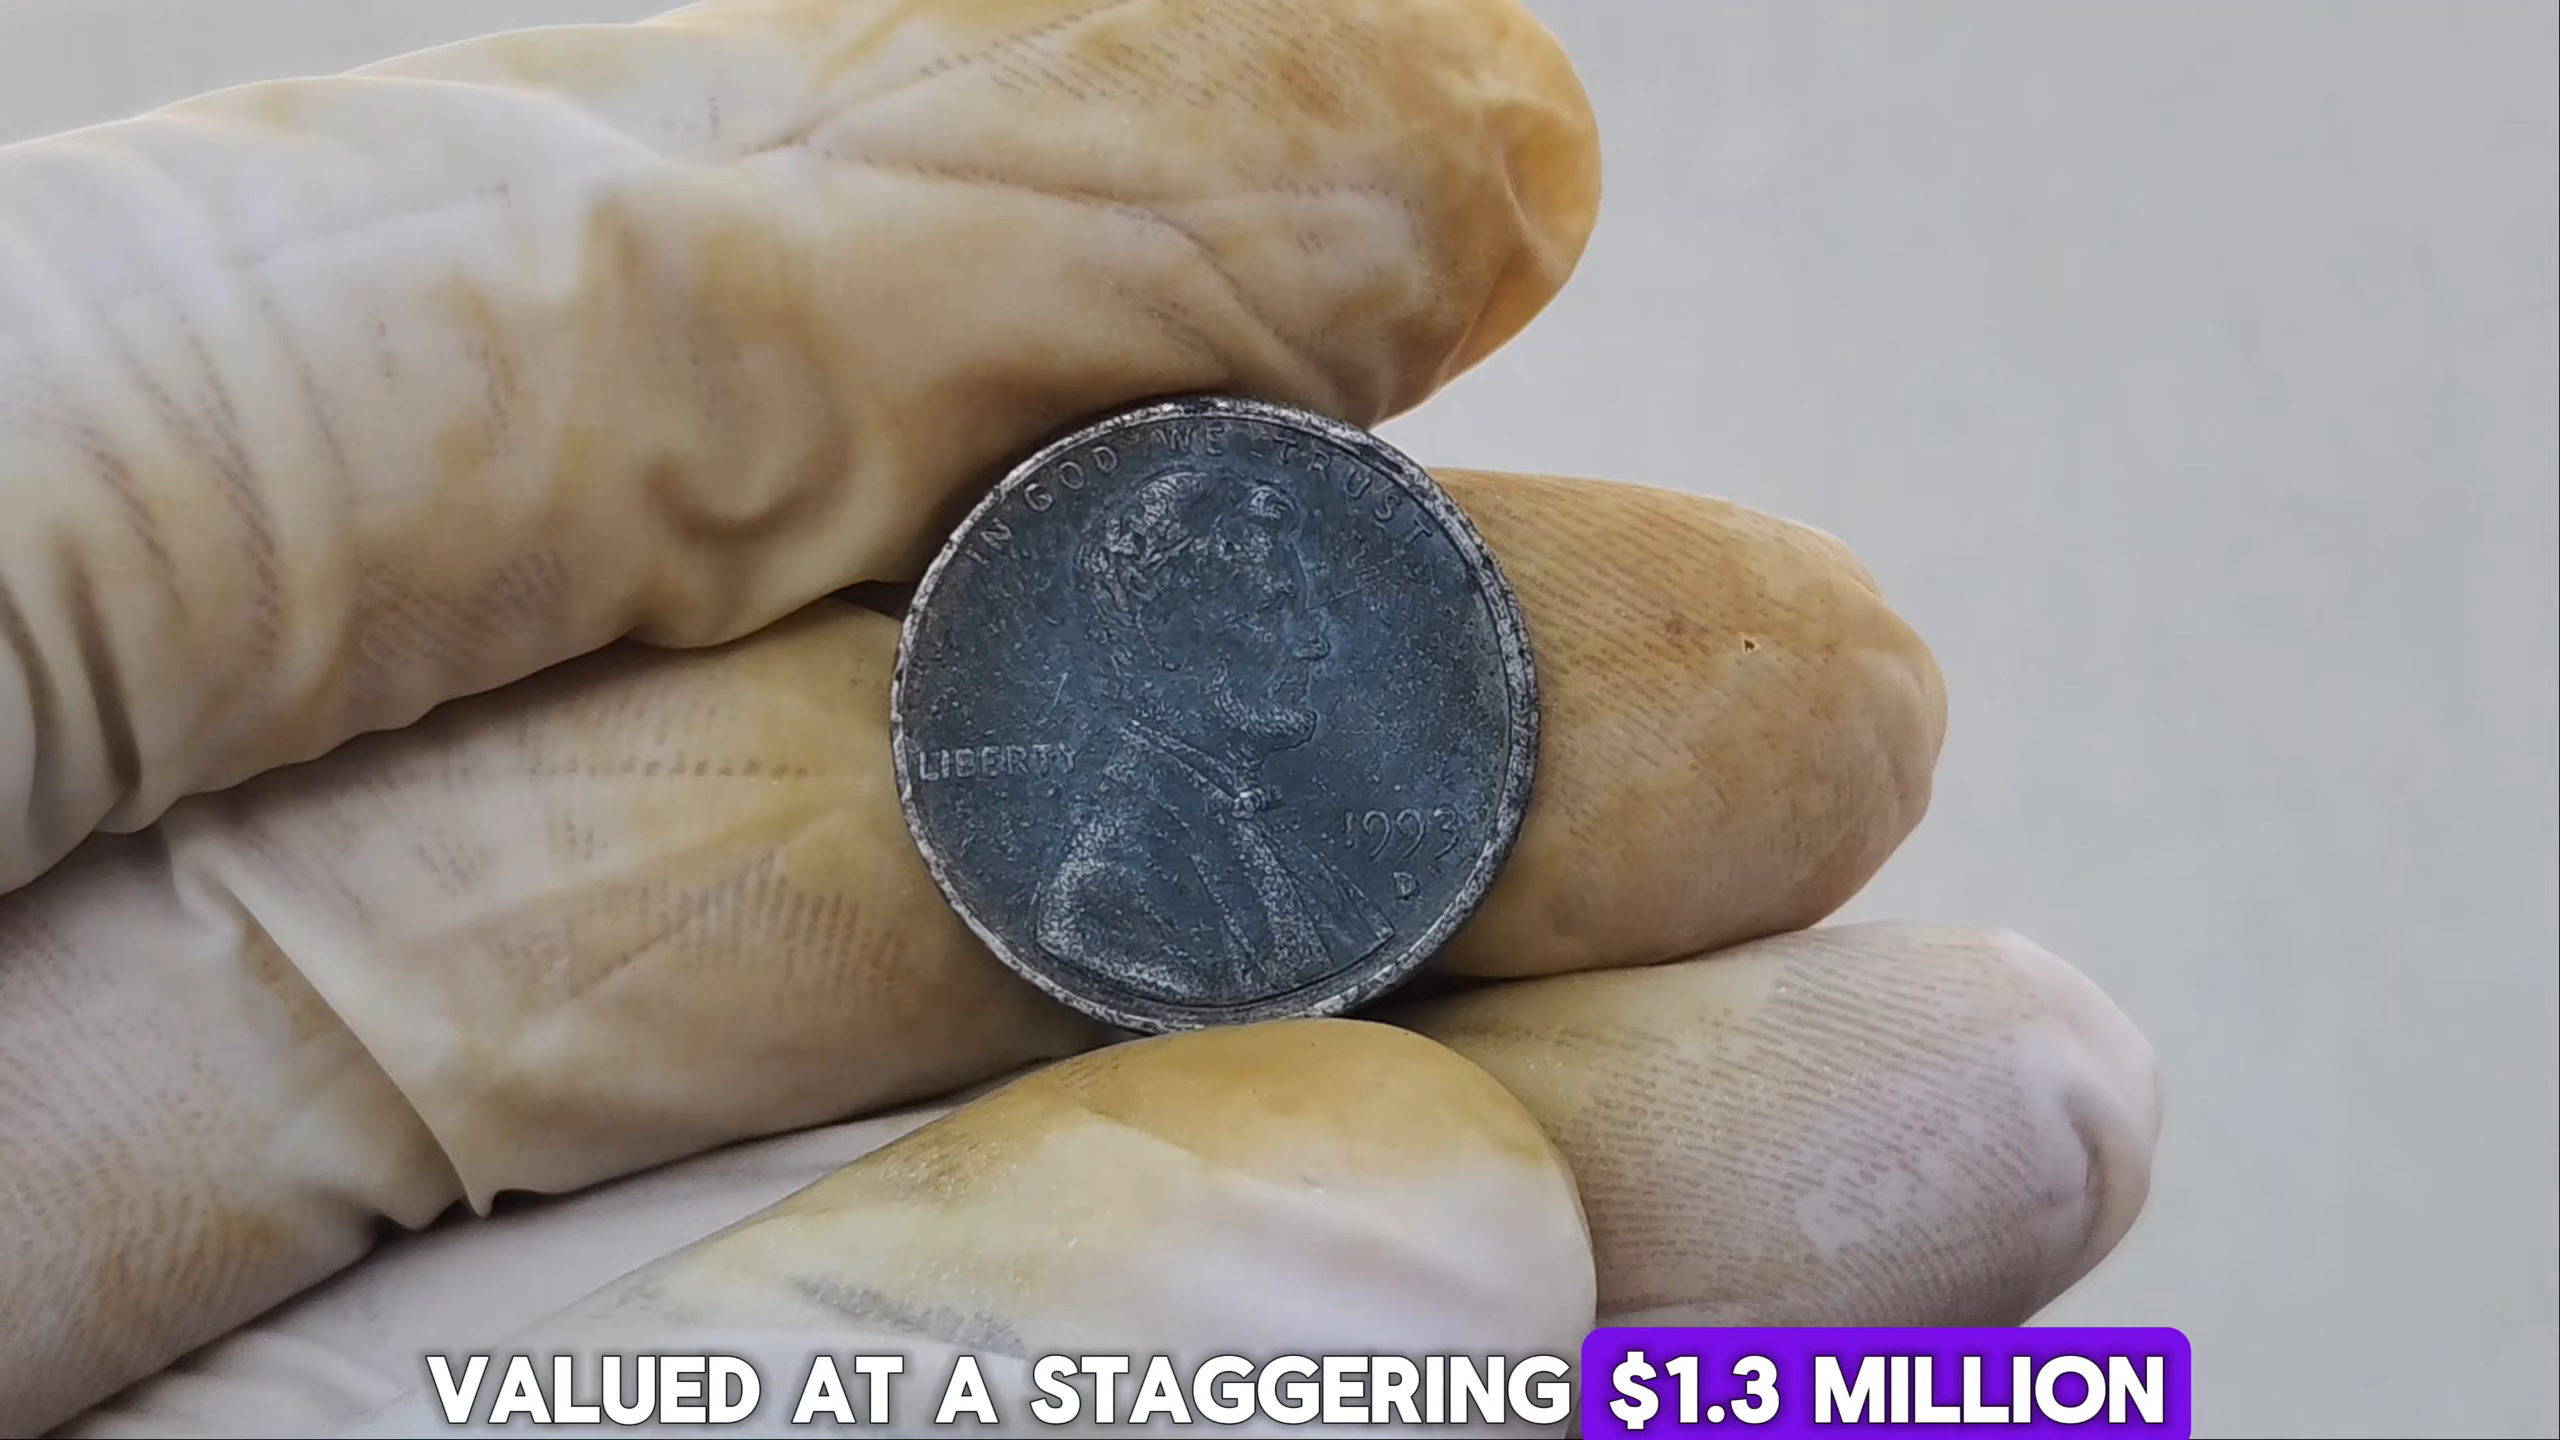 IN GOD WE TRUST
LIBERTY
1993
D
VALUED AT A STAGGERING $1.3 MILLION